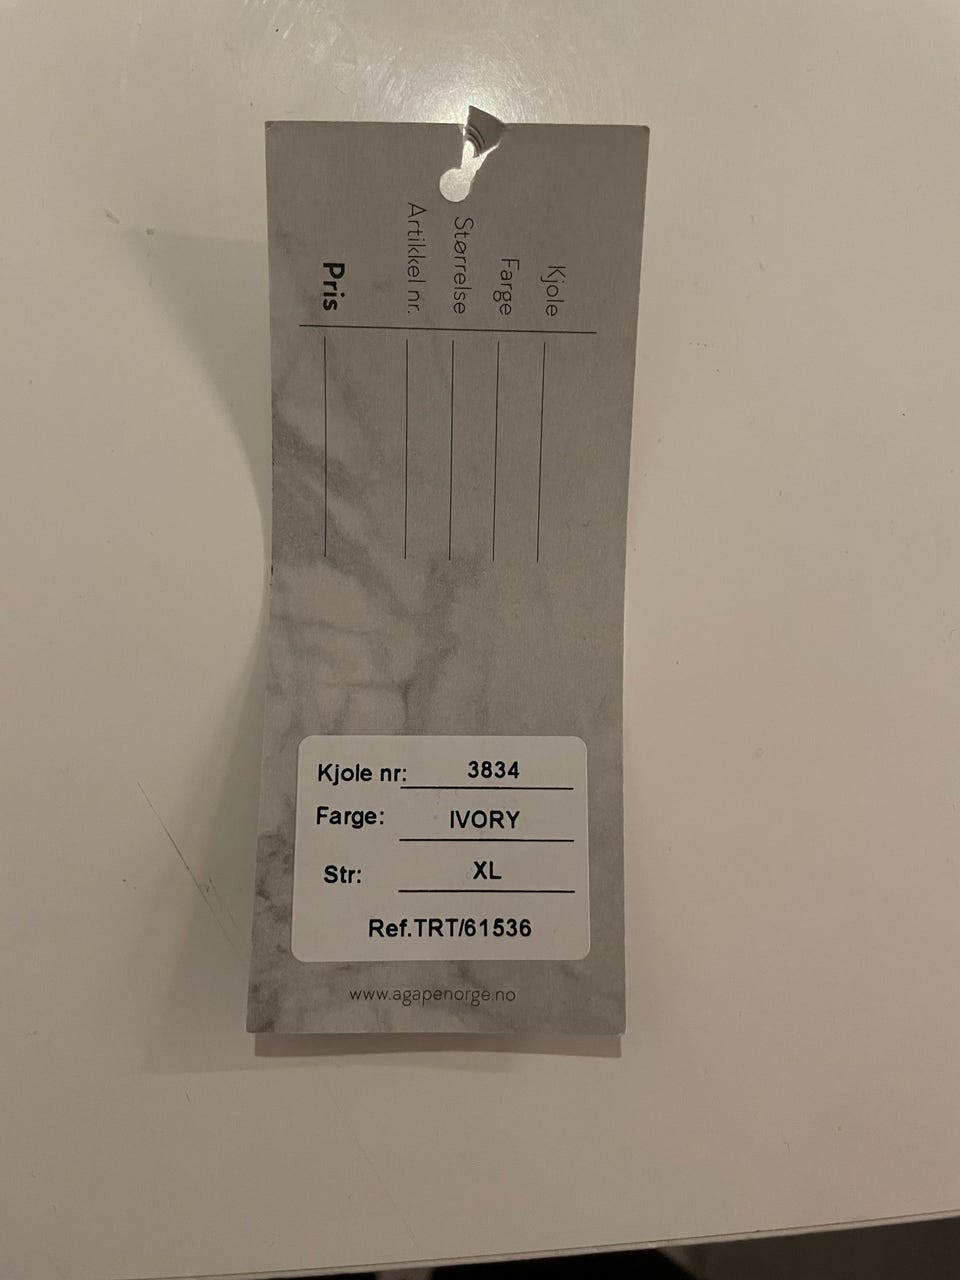 Kjole
Farge
Størrelse
Artikkel nr.
Pris
Kjole nr: 3834
Farge: IVORY
Str: XL
Ref.TRT/61536
www.agapenorge.no